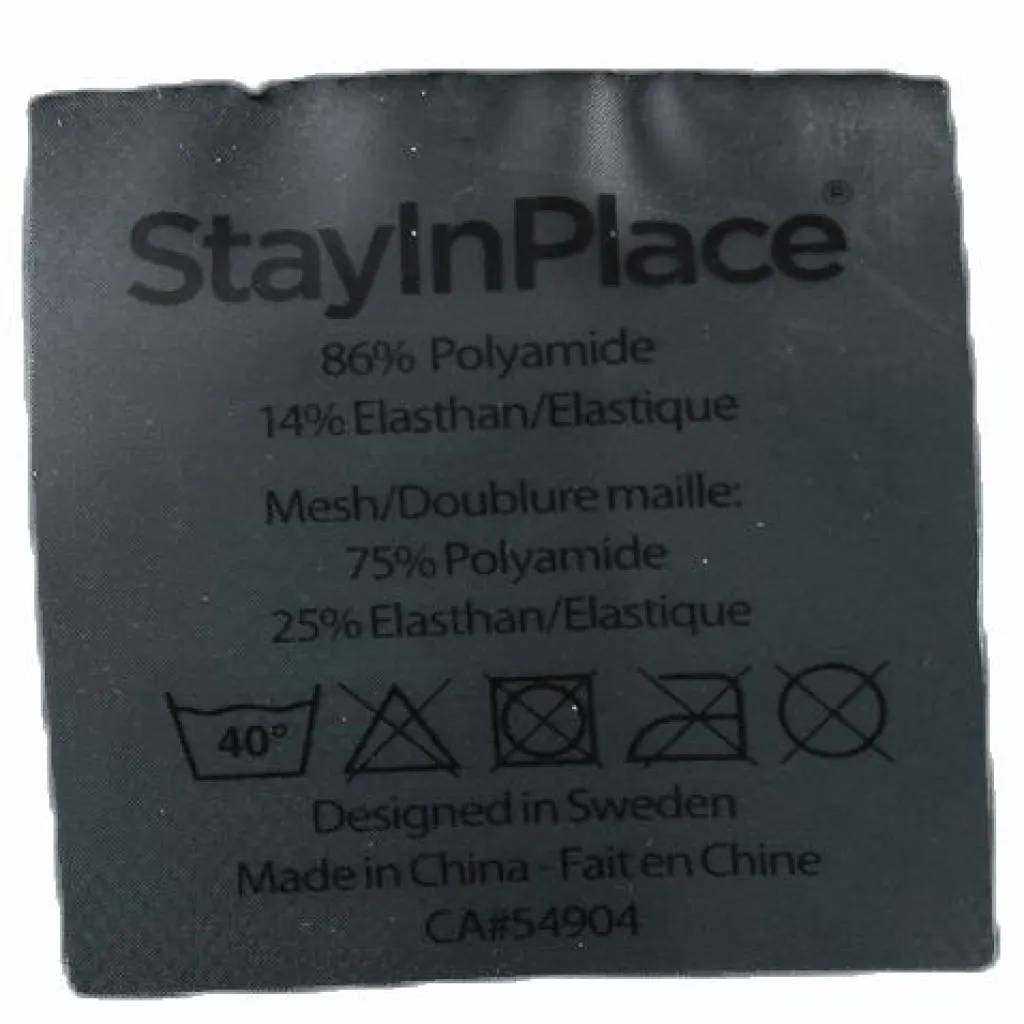 StayInPlace®
86% Polyamide
14% Elasthan/Elastique
Mesh/Doublure maille:
75% Polyamide
25% Elasthan/Elastique
40°
Designed in Sweden
Made in China - Fait en Chine
CA#54904